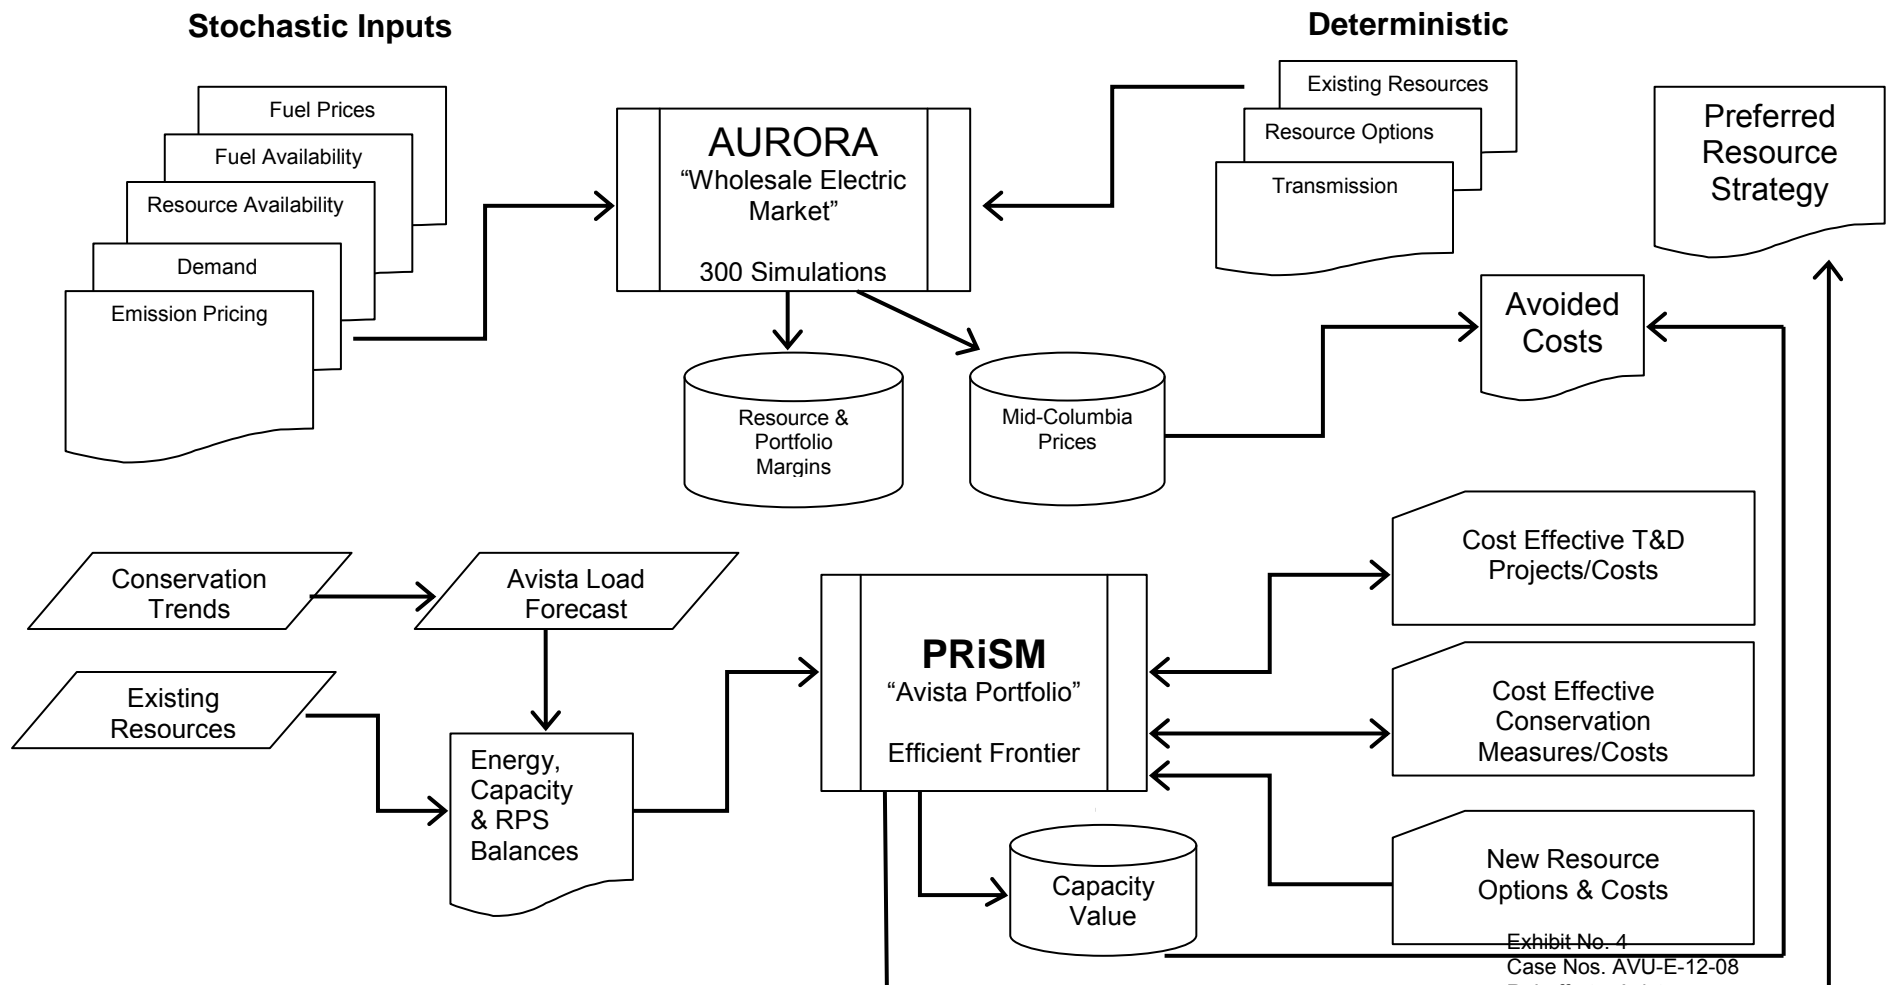 Stochastic Inputs
Deterministic
Fuel Prices
Fuel Availability
Resource Availability
Demand
Emission Pricing
AURORA
“Wholesale Electric
Market”
300 Simulations
Existing Resources
Resource Options
Transmission
Preferred
Resource
Strategy
Avoided
Costs
Resource &
Portfolio
Margins
Mid-Columbia
Prices
Conservation
Trends
Avista Load
Forecast
Existing
Resources
Energy,
Capacity
& RPS
Balances
PRiSM
“Avista Portfolio”
Efficient Frontier
Capacity
Value
Cost Effective T&D
Projects/Costs
Cost Effective
Conservation
Measures/Costs
New Resource
Options & Costs
Exhibit No. 4
Case Nos. AVU-E-12-08